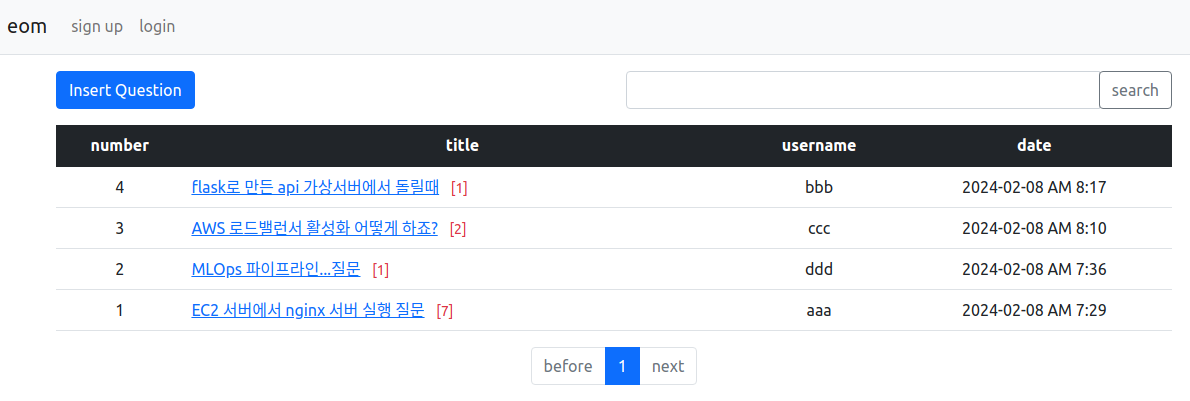 eom sign up login
Insert Question search
number title username date
4 flask로 만든 api 가상서버에서 돌릴때 [1] bbb 2024-02-08 AM 8:17
3 AWS 로드밸런서 활성화 어떻게 하죠? [2] ccc 2024-02-08 AM 8:10
2 MLOps 파이프라인...질문 [1] ddd 2024-02-08 AM 7:36
1 EC2 서버에서 nginx 서버 실행 질문 [7] aaa 2024-02-08 AM 7:29
before 1 next